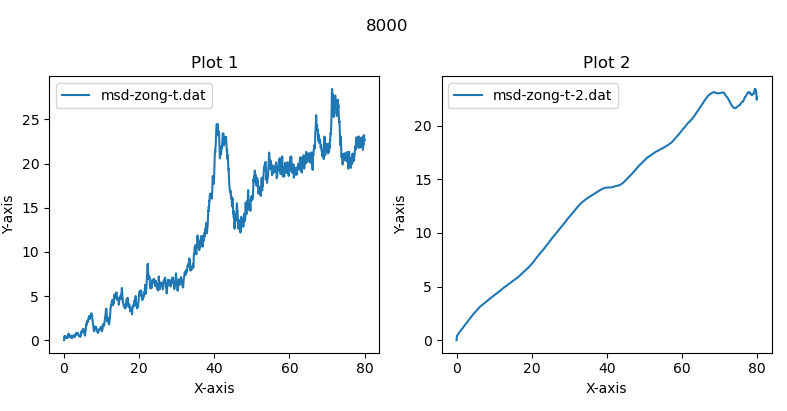 8000
Plot 1
msd-zong-t.dat
Y-axis
25
20
15
10
5
0
0 20 40 60 80
X-axis
Plot 2
msd-zong-t-2.dat
Y-axis
20
15
10
5
0
0 20 40 60 80
X-axis